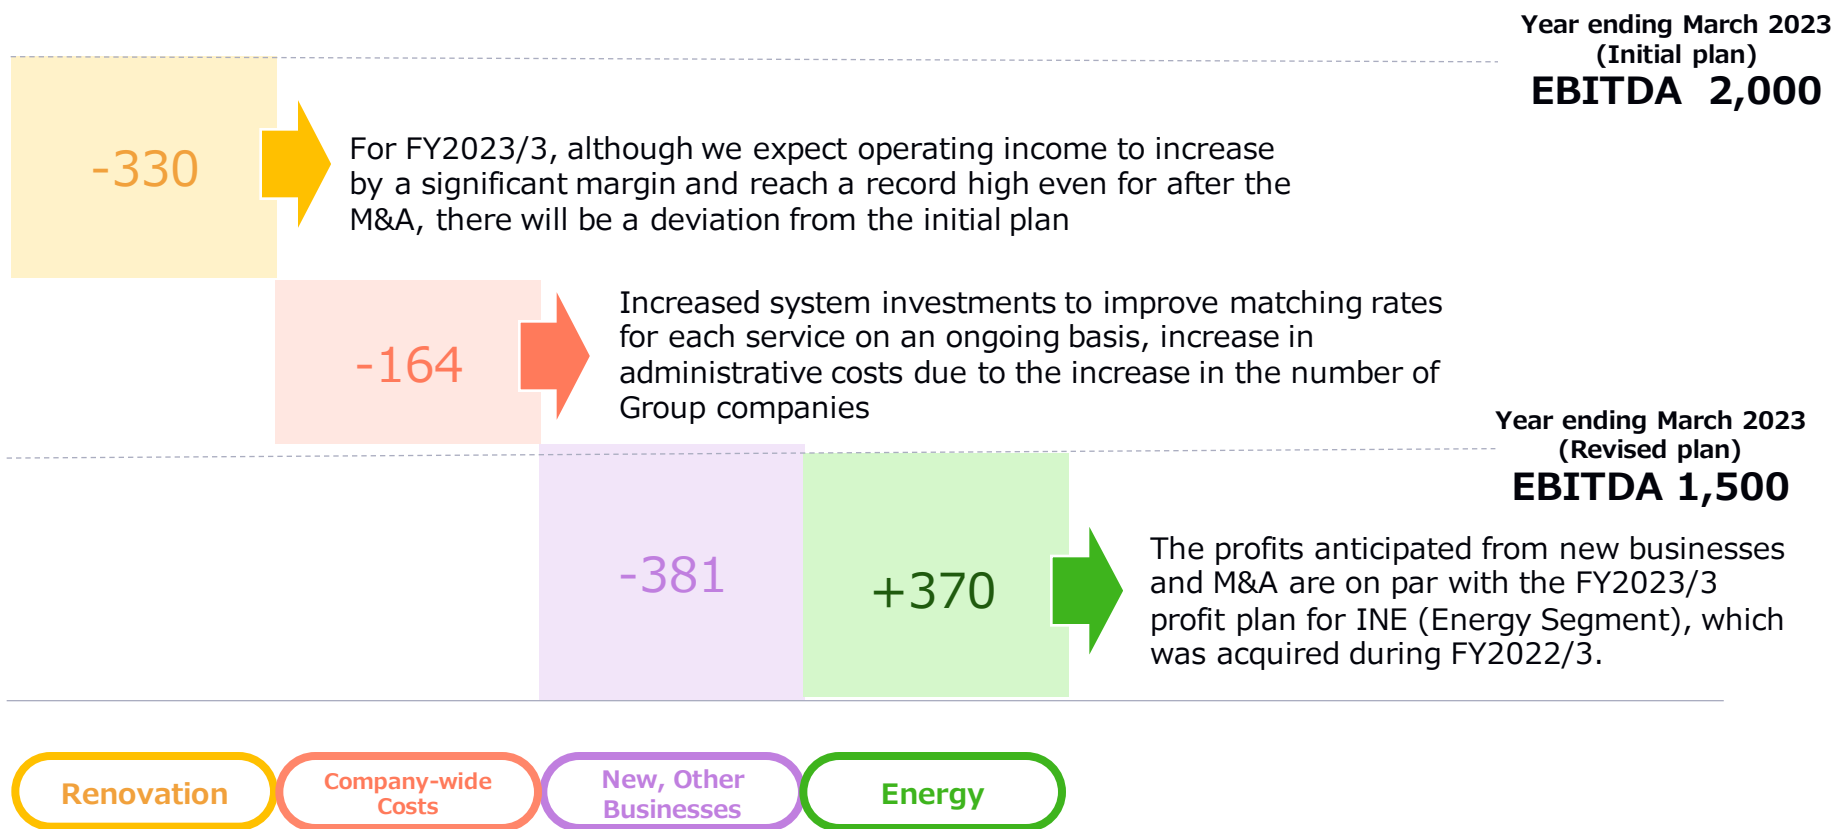 Year ending March 2023
(Initial plan)
EBITDA 2,000
-330
For FY2023/3, although we expect operating income to increase
by a significant margin and reach a record high even for after the
M&A, there will be a deviation from the initial plan
-164
Increased system investments to improve matching rates
for each service on an ongoing basis, increase in
administrative costs due to the increase in the number of
Group companies
Year ending March 2023
(Revised plan)
EBITDA 1,500
-381
+370
The profits anticipated from new businesses
and M&A are on par with the FY2023/3
profit plan for INE (Energy Segment), which
was acquired during FY2022/3.
Renovation
Company-wide
Costs
New, Other
Businesses
Energy